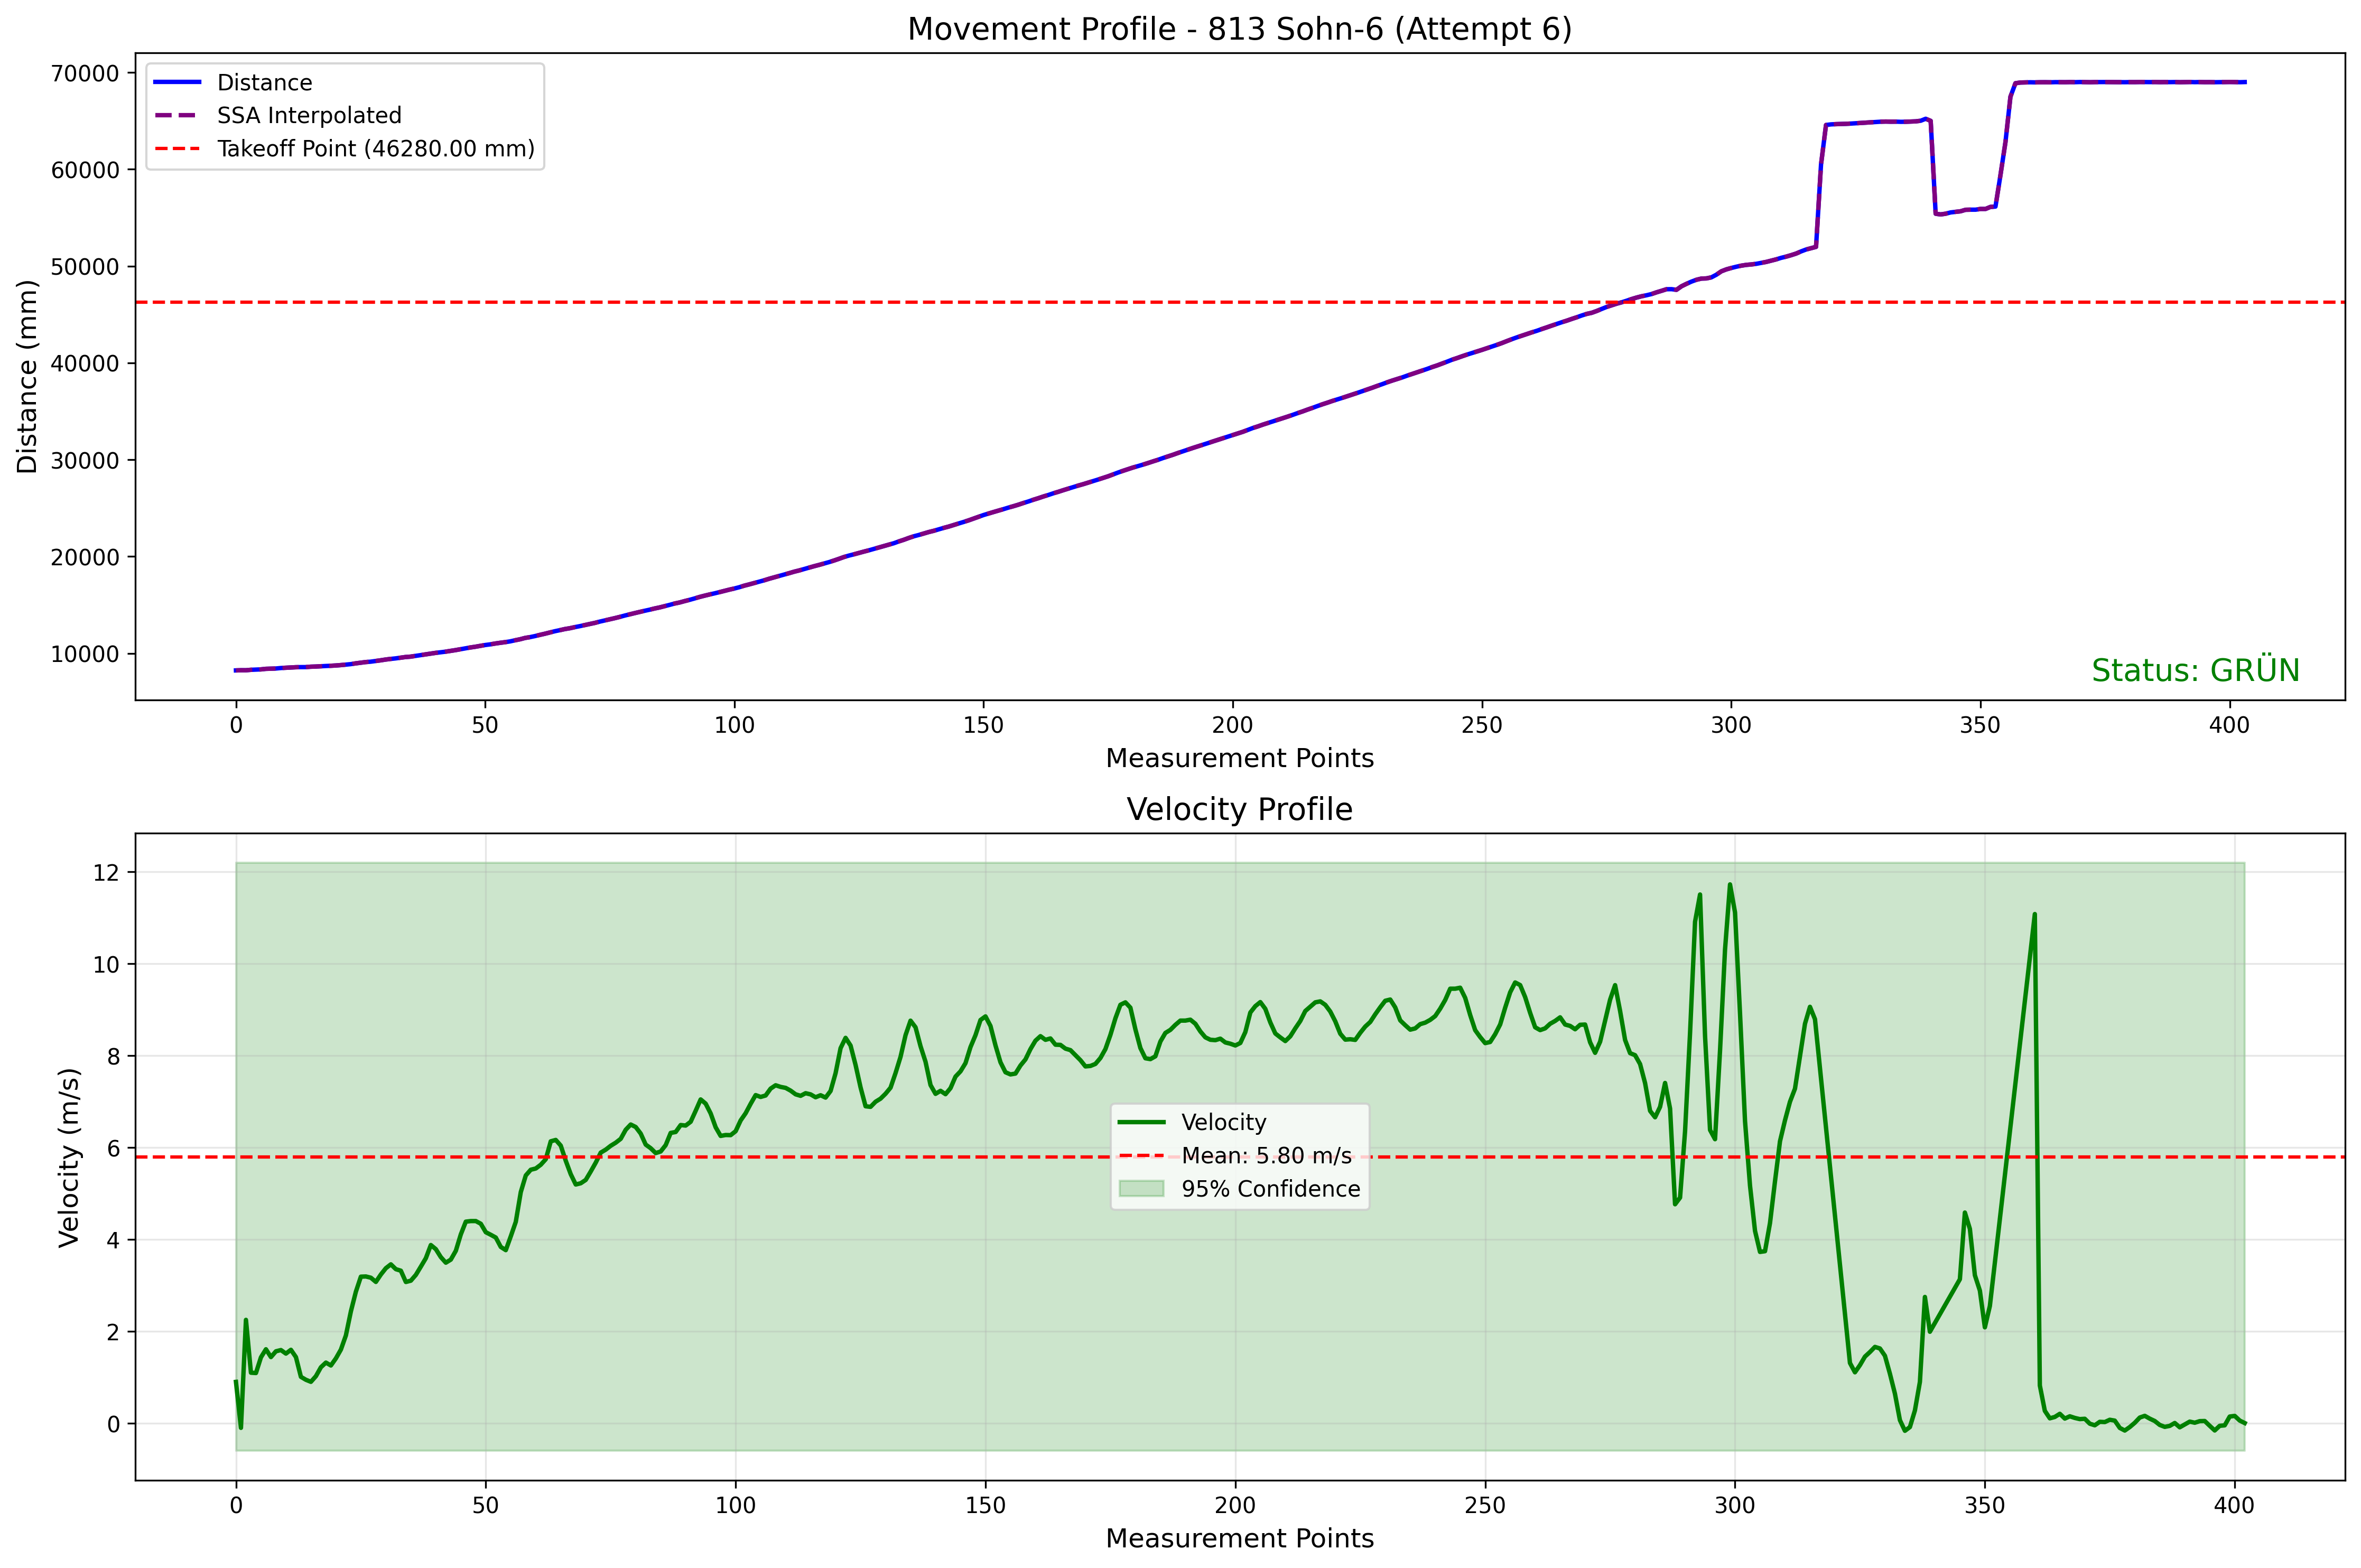 Movement Profile - 813 Sohn-6 (Attempt 6)
Distance
SSA Interpolated
Takeoff Point (46280.00 mm)
Distance (mm)
70000
60000
50000
40000
30000
20000
10000
Status: GRÜN
0 50 100 150 200 250 300 350 400
Measurement Points
Velocity Profile
Velocity (m/s)
12
10
8
6
4
2
0
Velocity
Mean: 5.80 m/s
95% Confidence
0 50 100 150 200 250 300 350 400
Measurement Points